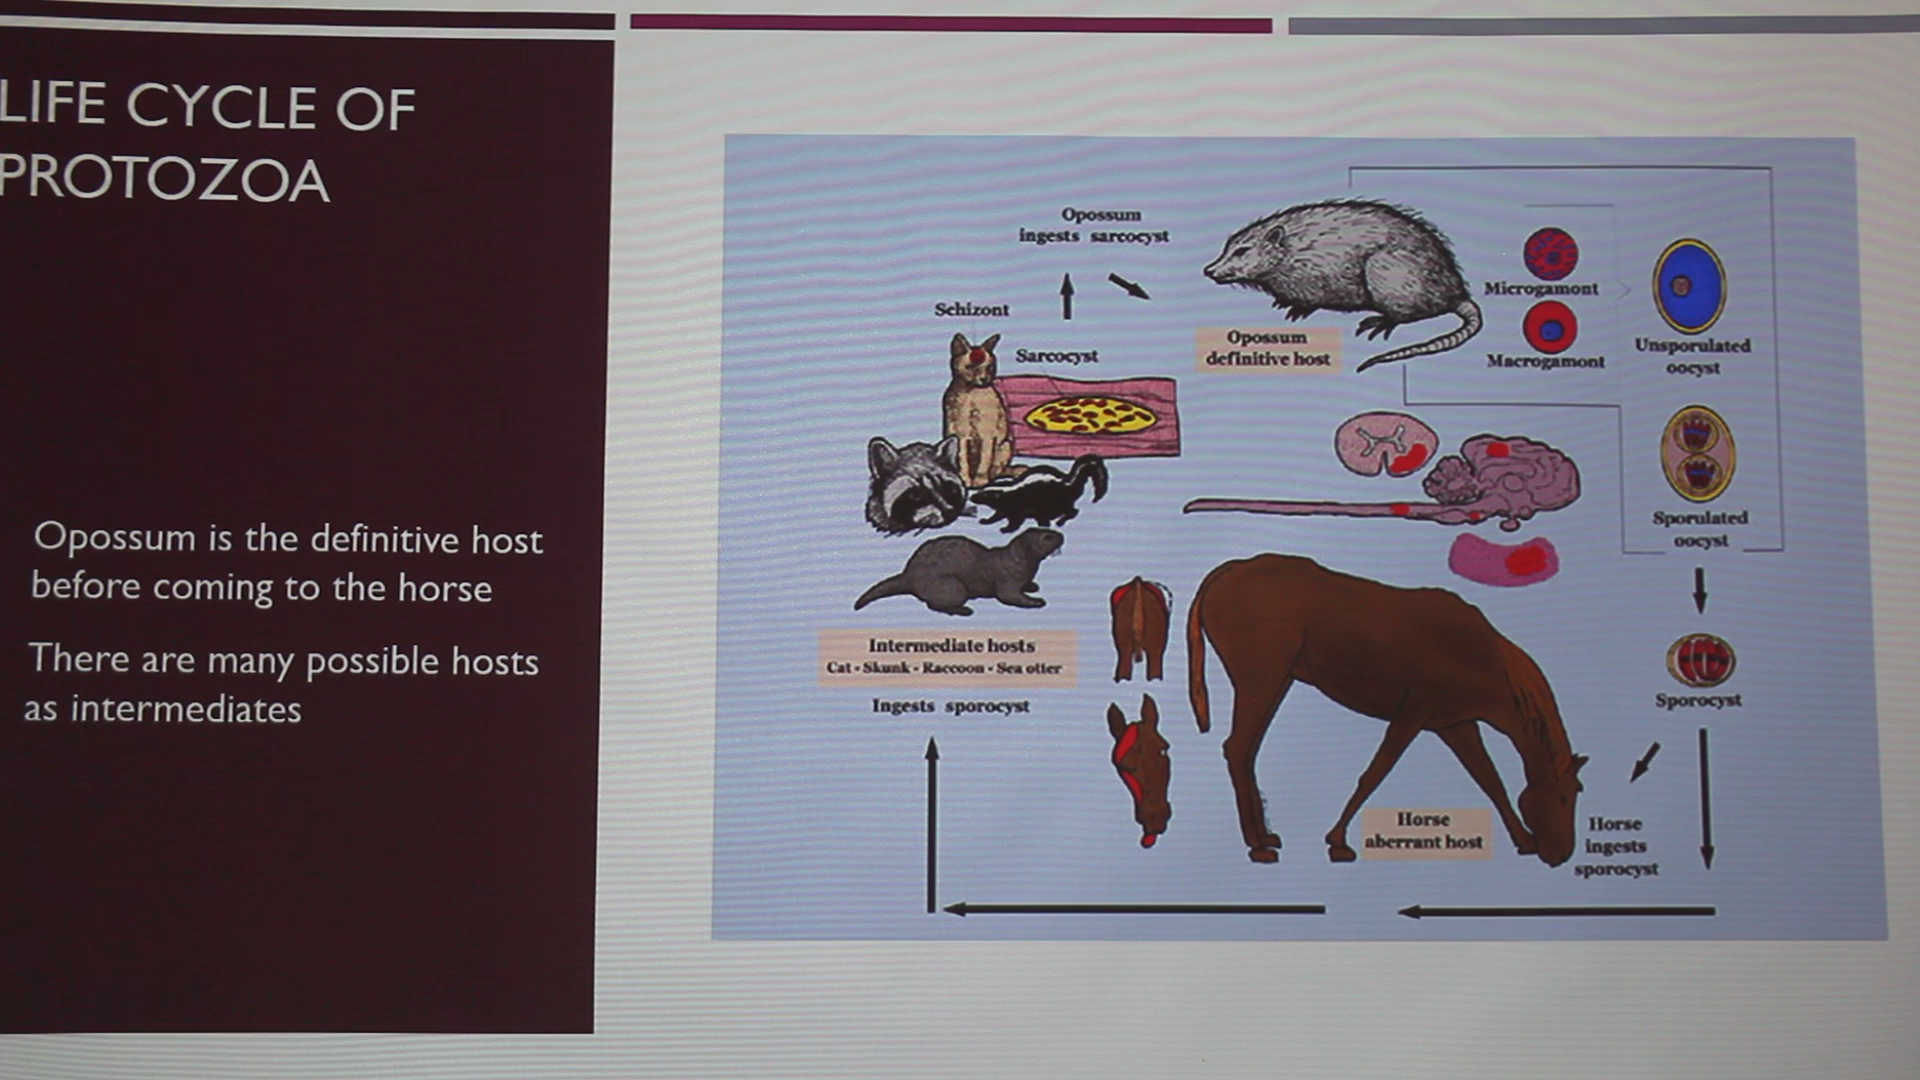 LIFE CYCLE OF
PROTOZOA
Opossum is the definitive host
before coming to the horse
There are many possible hosts
as intermediates
Opossum
ingests sarcocyst
Schizont
Sarcocyst
Opossum
definitive host
Microgamont
Macrogamont
Unsporulated
oocyst
Sporulated
oocyst
Sporocyst
Intermediate hosts
Cat - Skunk - Raccoon - Sea otter
Ingests sporocyst
Horse
aberrant host
Horse
ingests
sporocyst